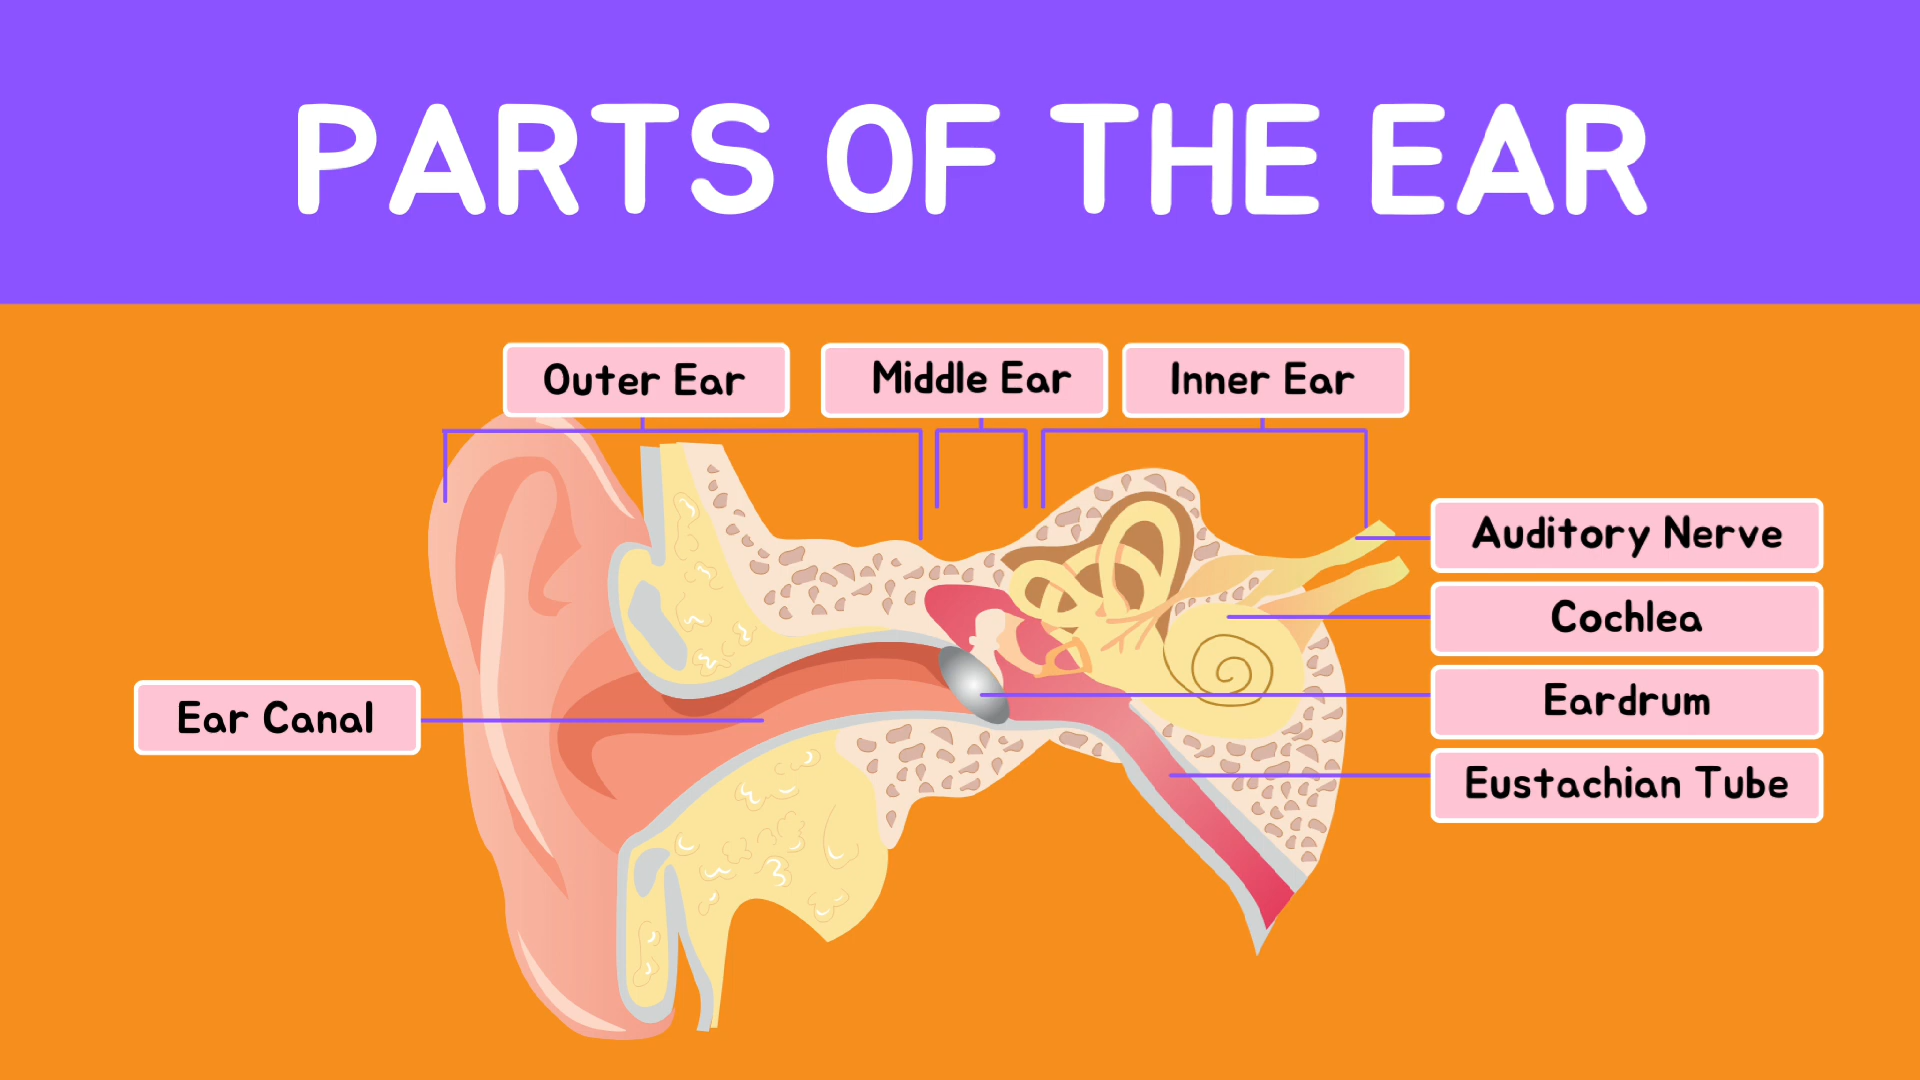 PARTS OF THE EAR
Outer Ear
Middle Ear
Inner Ear
Auditory Nerve
Cochlea
Eardrum
Eustachian Tube
Ear Canal